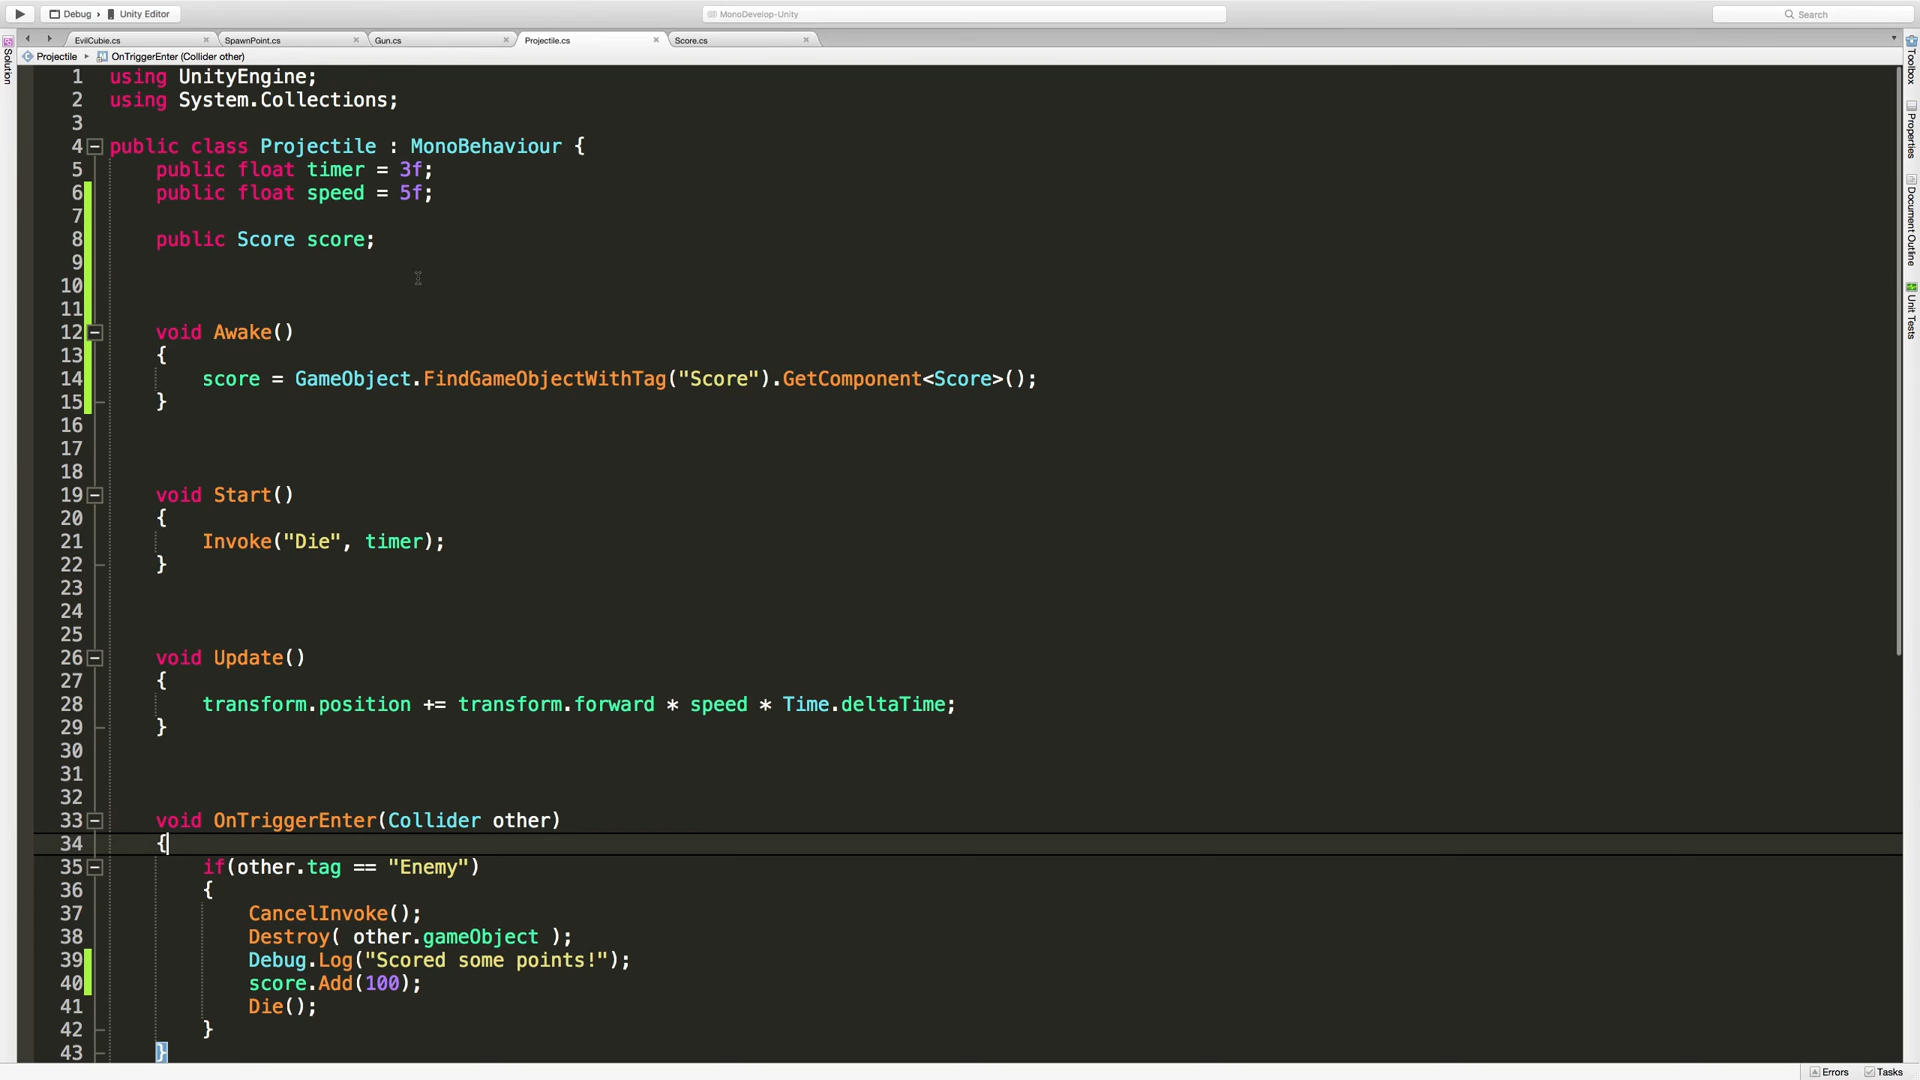 Debug › Unity Editor
MonoDevelop-Unity
Search
EvilCubie.cs
SpawnPoint.cs
Gun.cs
Projectile.cs
Score.cs
Projectile
OnTriggerEnter (Collider other)
Solution
Toolbox
Properties
Document Outline
Unit Tests
1 using UnityEngine;
2 using System.Collections;
3
4 public class Projectile : MonoBehaviour {
5 public float timer = 3f;
6 public float speed = 5f;
7
8 public Score score;
9
10
11
12 void Awake()
13 {
14 score = GameObject.FindGameObjectWithTag("Score").GetComponent<Score>();
15 }
16
17
18
19 void Start()
20 {
21 Invoke("Die", timer);
22 }
23
24
25
26 void Update()
27 {
28 transform.position += transform.forward * speed * Time.deltaTime;
29 }
30
31
32
33 void OnTriggerEnter(Collider other)
34 {
35 if(other.tag == "Enemy")
36 {
37 CancelInvoke();
38 Destroy( other.gameObject );
39 Debug.Log("Scored some points!");
40 score.Add(100);
41 Die();
42 }
43 }
Errors
Tasks